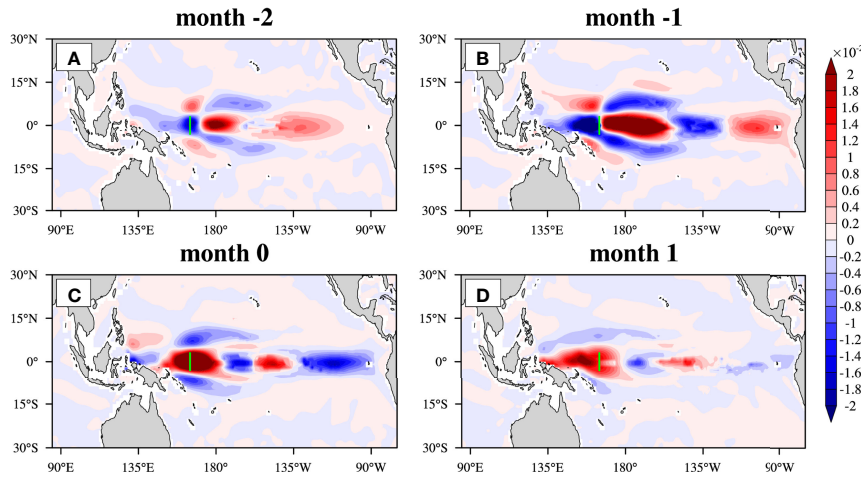 month -2
month -1
×10⁻²
A
B
30°N
15°N
0°
15°S
30°S
90°E 135°E 180° 135°W 90°W
30°N
15°N
0°
15°S
30°S
90°E 135°E 180° 135°W 90°W
2
1.8
1.6
1.4
1.2
1
0.8
0.6
0.4
0.2
0
-0.2
-0.4
-0.6
-0.8
-1
-1.2
-1.4
-1.6
-1.8
-2
month 0
month 1
C
D
30°N
15°N
0°
15°S
30°S
90°E 135°E 180° 135°W 90°W
30°N
15°N
0°
15°S
30°S
90°E 135°E 180° 135°W 90°W